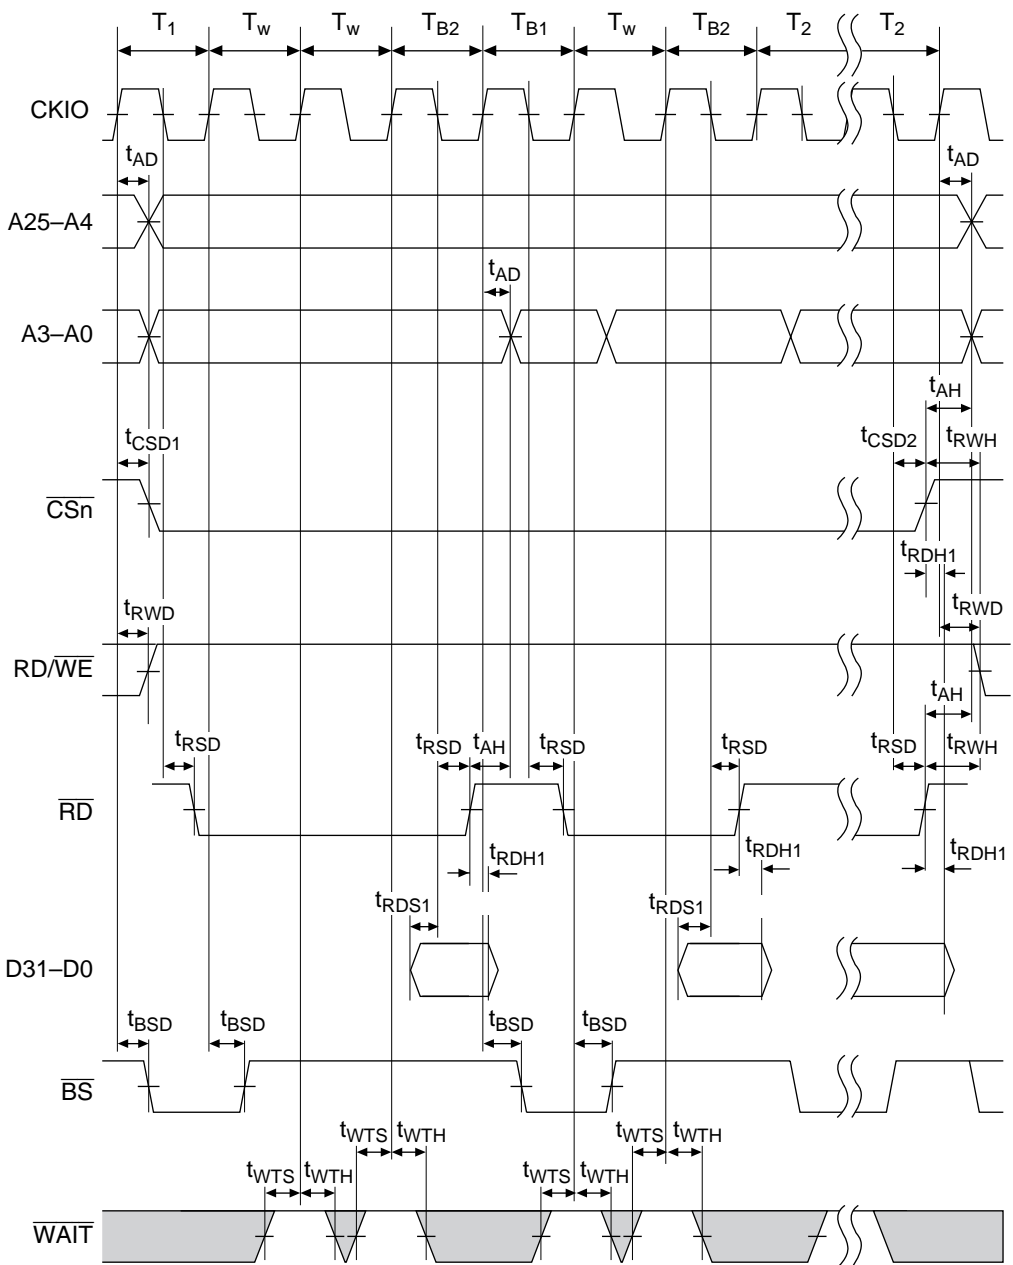 T1 Tw Tw TB2 TB1 Tw TB2 T2 T2
CKIO
tAD tAD
A25–A4
tAD
A3–A0
tAH
tCSD1 tCSD2 tRWH
CSn
tRDH1
tRWD tRWD
RD/WE
tAH
tRSD tRSD tAH tRSD tRSD tRSD tRWH
RD
tRDH1 tRDH1 tRDH1
tRDS1 tRDS1
D31–D0
tBSD tBSD tBSD tBSD
BS
tWTS tWTH tWTS tWTH
tWTS tWTH tWTS tWTH
WAIT